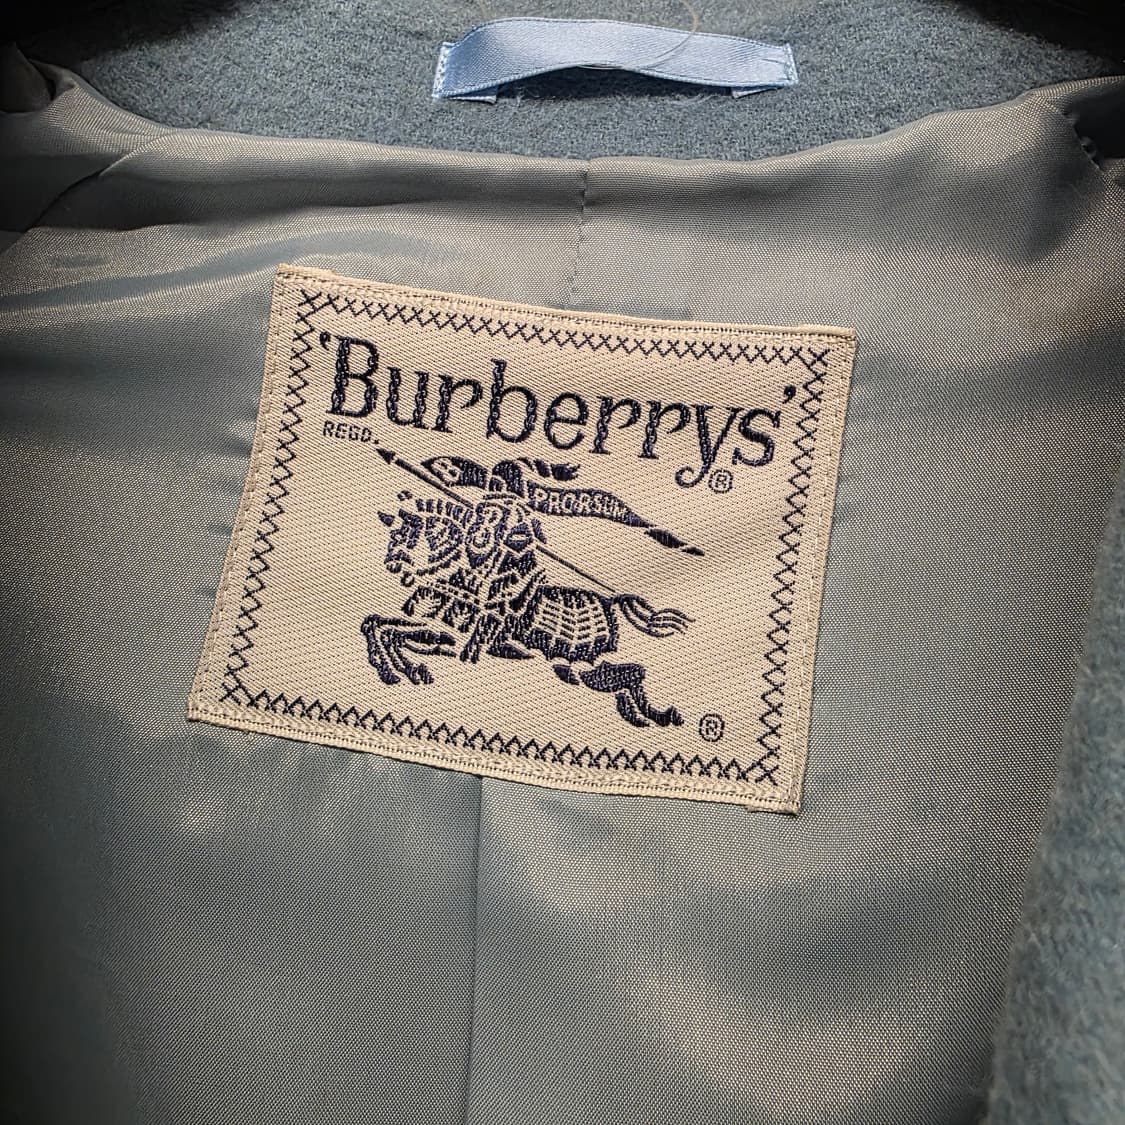 'Burberrys'
REGD.
®
PRORSUM
®